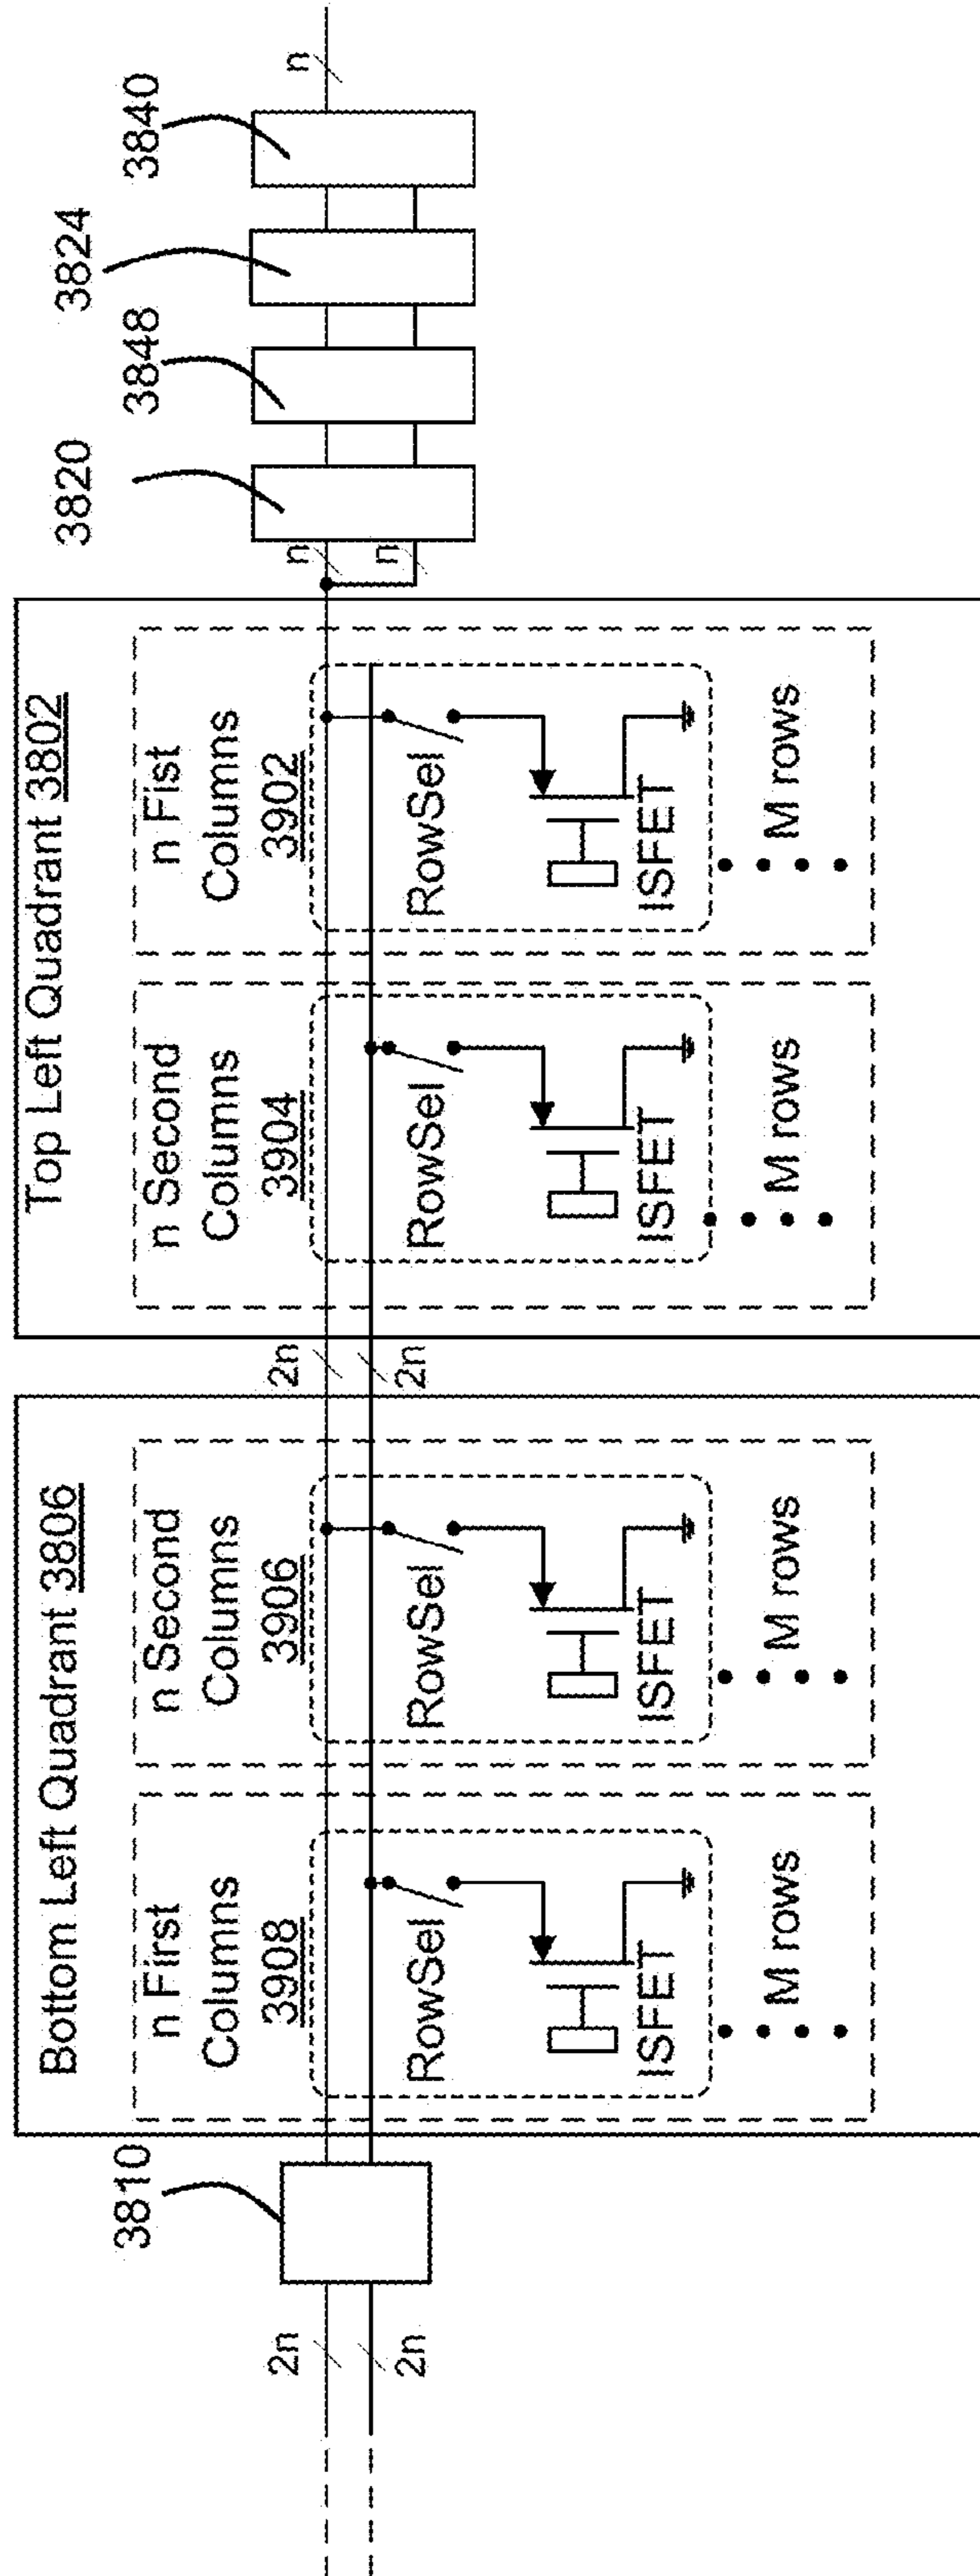 3810
3820
3848
3824
3840
2n
2n
Bottom Left Quadrant 3806
n First
Columns
3908
RowSel
ISFET
M rows
n Second
Columns
3906
RowSel
ISFET
M rows
2n
2n
Top Left Quadrant 3802
n Second
Columns
3904
RowSel
ISFET
M rows
n Fist
Columns
3902
RowSel
ISFET
M rows
n
n
n